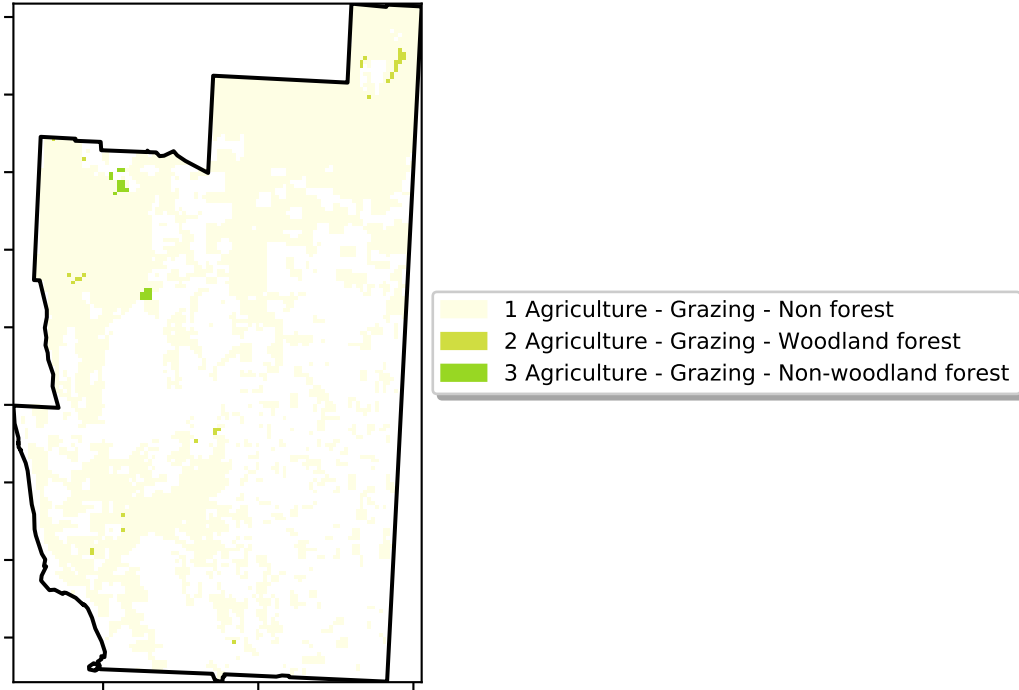 1 Agriculture - Grazing - Non forest
2 Agriculture - Grazing - Woodland forest
3 Agriculture - Grazing - Non-woodland forest